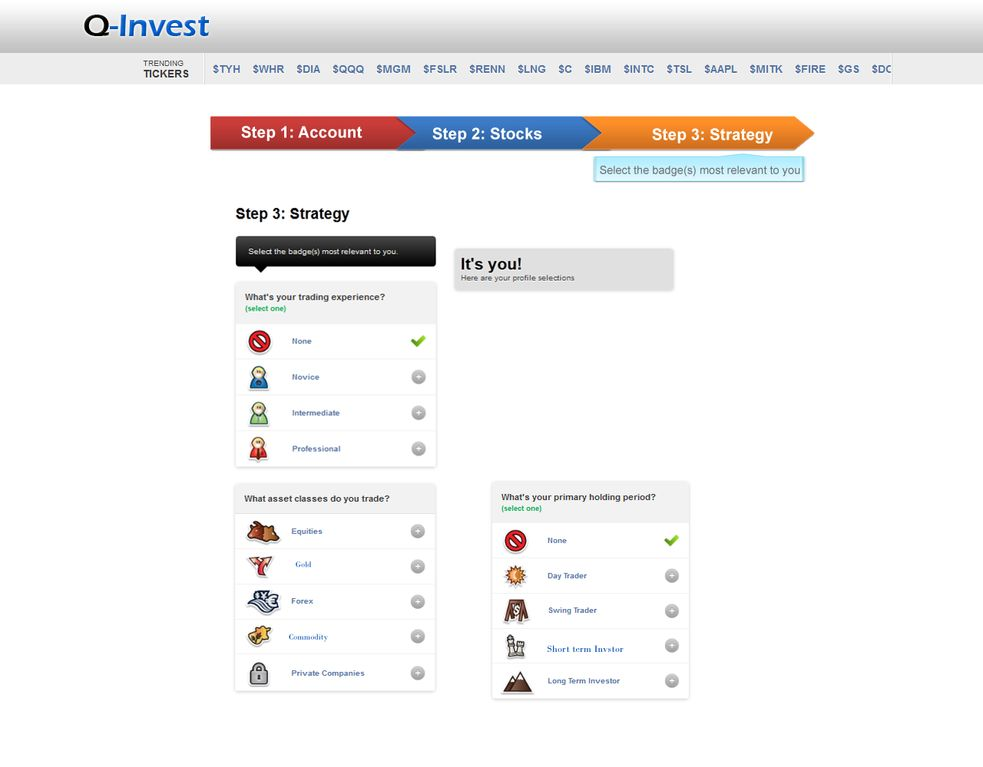 Q-Invest
TRENDING
TICKERS
$TYH $WHR $DIA $QQQ $MGM $FSLR $RENN $LNG $C $IBM $INTC $TSL $AAPL $MITK $FIRE $GS $DC
Step 1: Account
Step 2: Stocks
Step 3: Strategy
Select the badge(s) most relevant to you
Step 3: Strategy
Select the badge(s) most relevant to you.
It's you!
Here are your profile selections
What's your trading experience?
(select one)
None
Novice
Intermediate
Professional
What asset classes do you trade?
Equities
Gold
Forex
Commodity
Private Companies
What's your primary holding period?
(select one)
None
Day Trader
Swing Trader
Short term Invstor
Long Term Investor